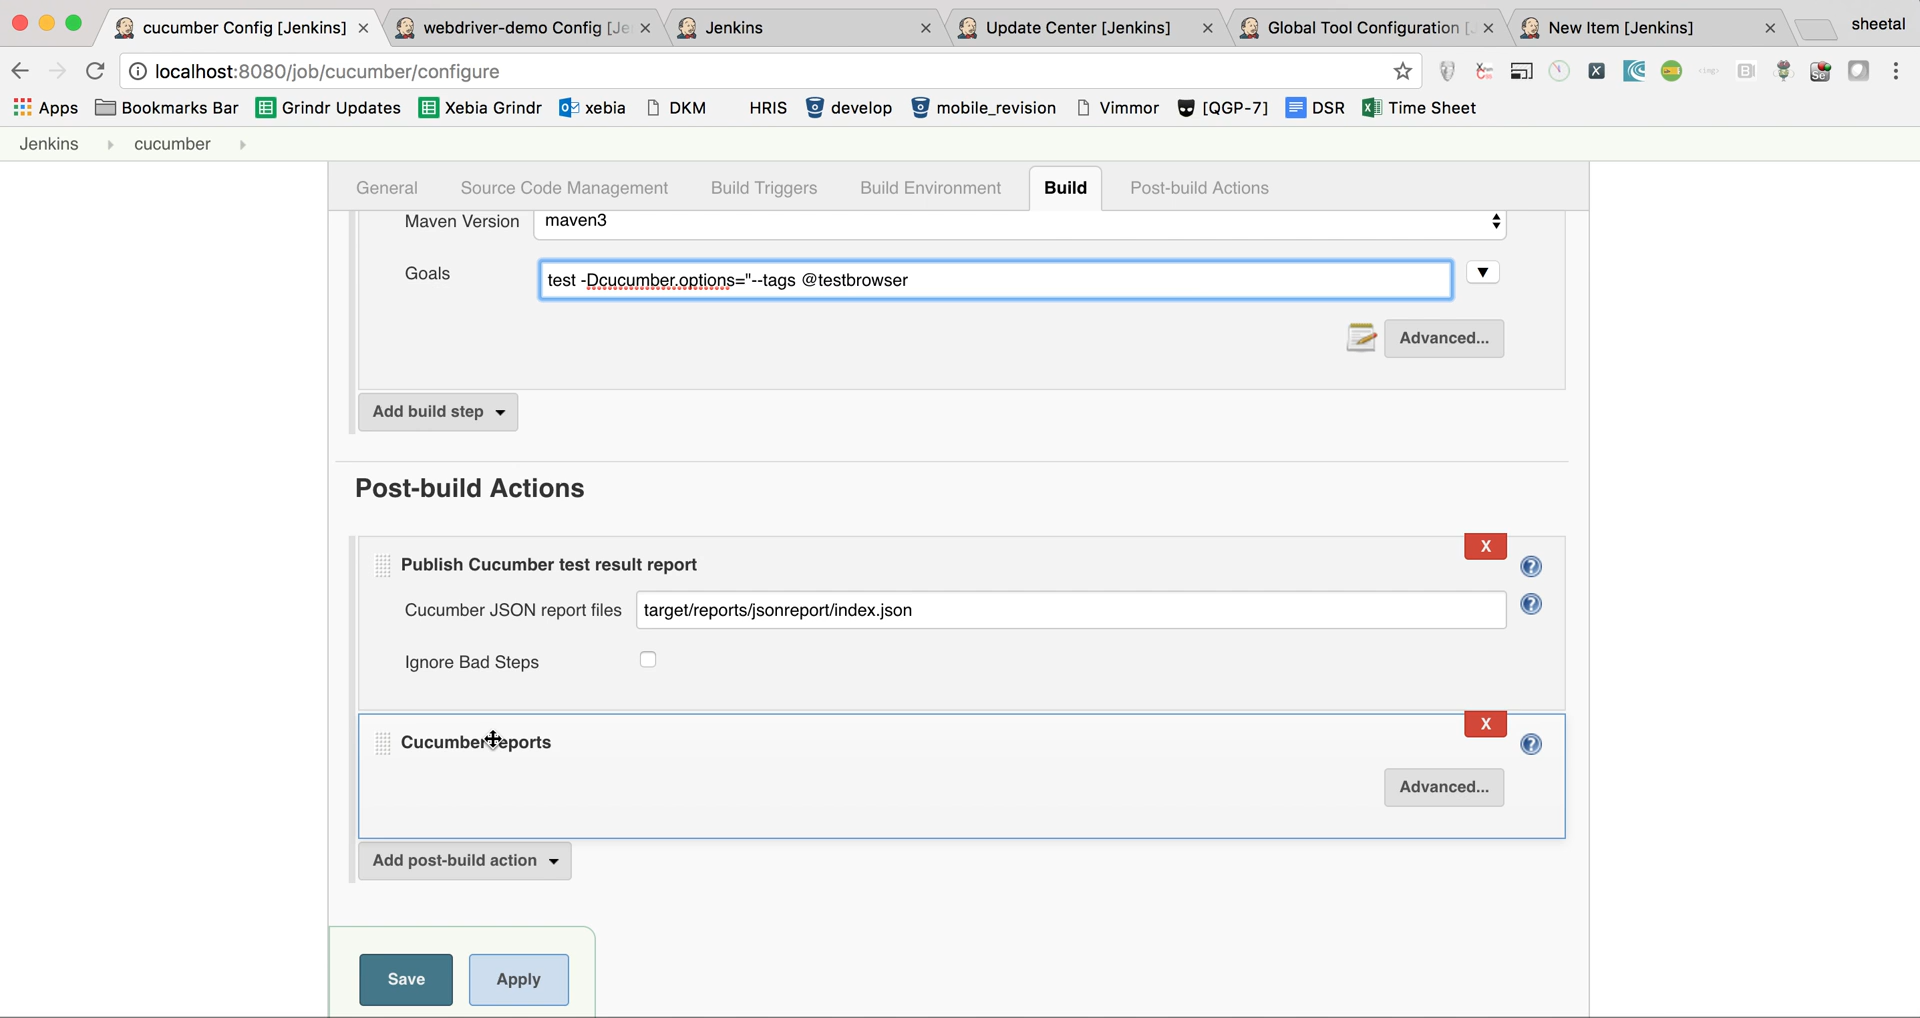 cucumber Config [Jenkins]
webdriver-demo Config [Je
Jenkins
Update Center [Jenkins]
Global Tool Configuration [J
New Item [Jenkins]
sheetal
localhost:8080/job/cucumber/configure
Apps
Bookmarks Bar
Grindr Updates
Xebia Grindr
xebia
DKM
HRIS
develop
mobile_revision
Vimmor
[QGP-7]
DSR
Time Sheet
Jenkins
cucumber
General
Source Code Management
Build Triggers
Build Environment
Build
Post-build Actions
Maven Version
maven3
Goals
test -Dcucumber.options="--tags @testbrowser
Advanced...
Add build step
Post-build Actions
X
Publish Cucumber test result report
Cucumber JSON report files
target/reports/jsonreport/index.json
Ignore Bad Steps
X
Cucumber reports
Advanced...
Add post-build action
Save
Apply